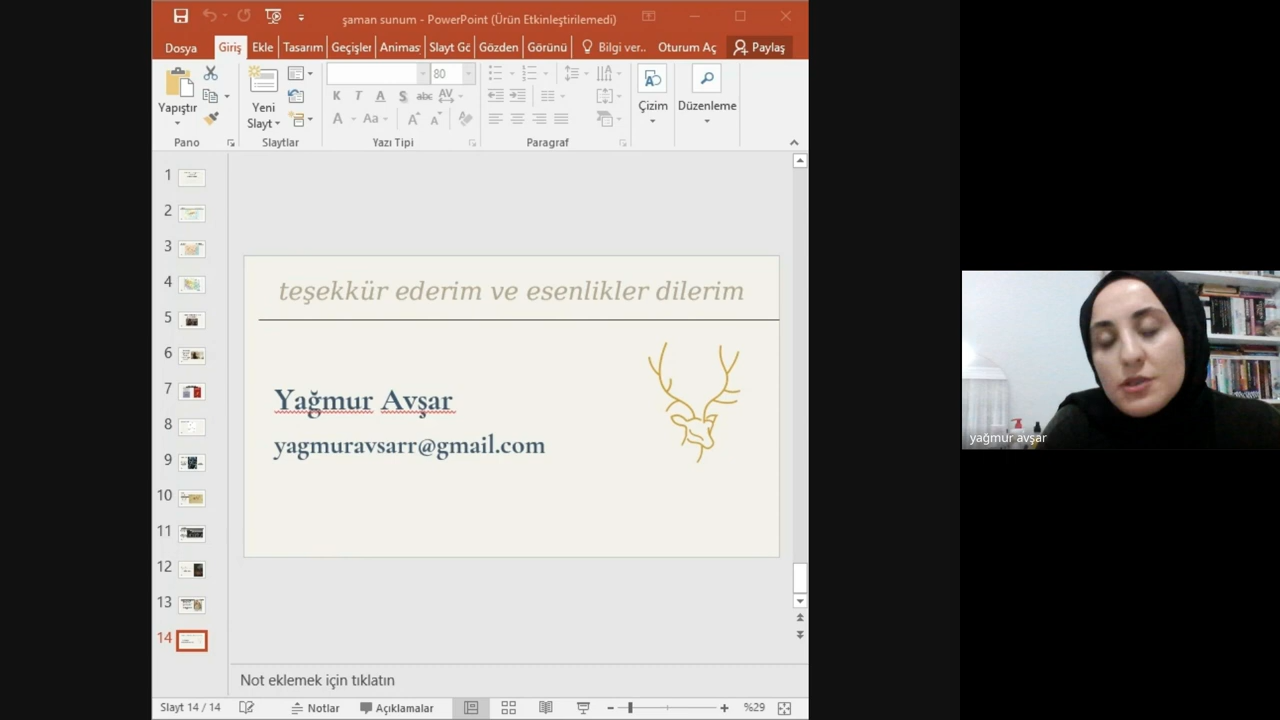 şaman sunum - PowerPoint (Ürün Etkinleştirilemedi)
Dosya Giriş Ekle Tasarım Geçişler Animas Slayt Gö Gözden Görünü Bilgi ver.. Oturum Aç Paylaş
80
Yapıştır
Yeni
Slayt
K T A S abc AV
A Aa A A
Çizim
Düzenleme
Pano Slaytlar Yazı Tipi Paragraf
1
2
3
4
5
6
7
8
9
10
11
12
13
14
teşekkür ederim ve esenlikler dilerim
Yağmur Avşar
yagmuravsarr@gmail.com
yağmur avşar
Not eklemek için tıklatın
Slayt 14 / 14 Notlar Açıklamalar %29